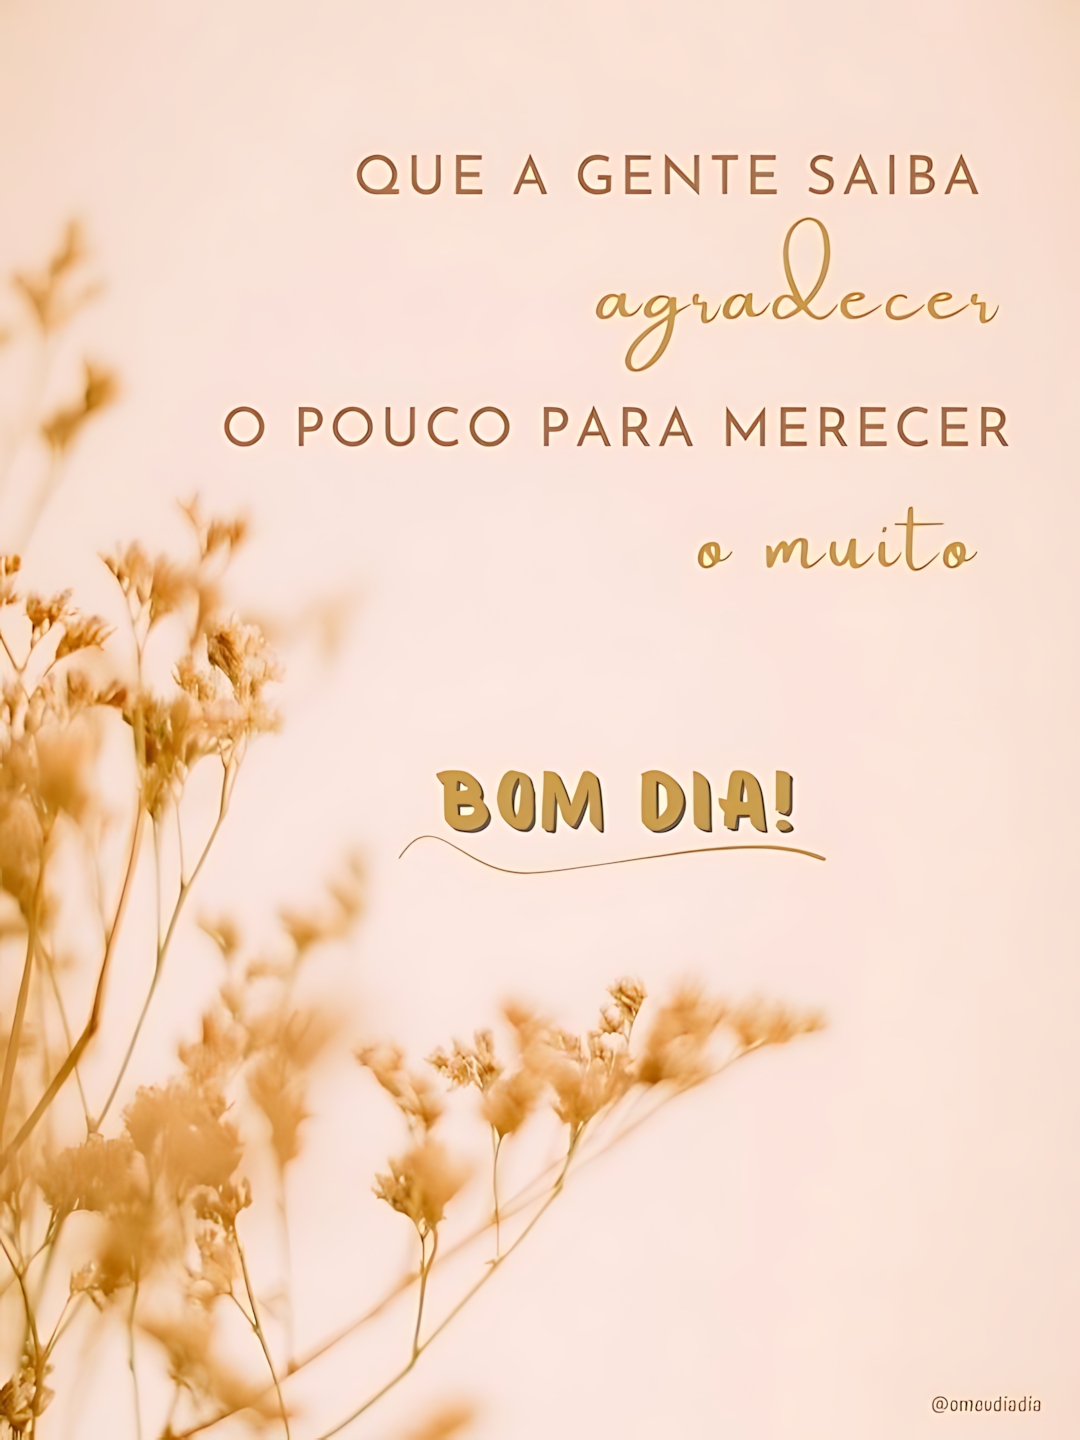 QUE A GENTE SAIBA
agradecer
O POUCO PARA MERECER
o muito
BOM DIA!
@omeudiadia